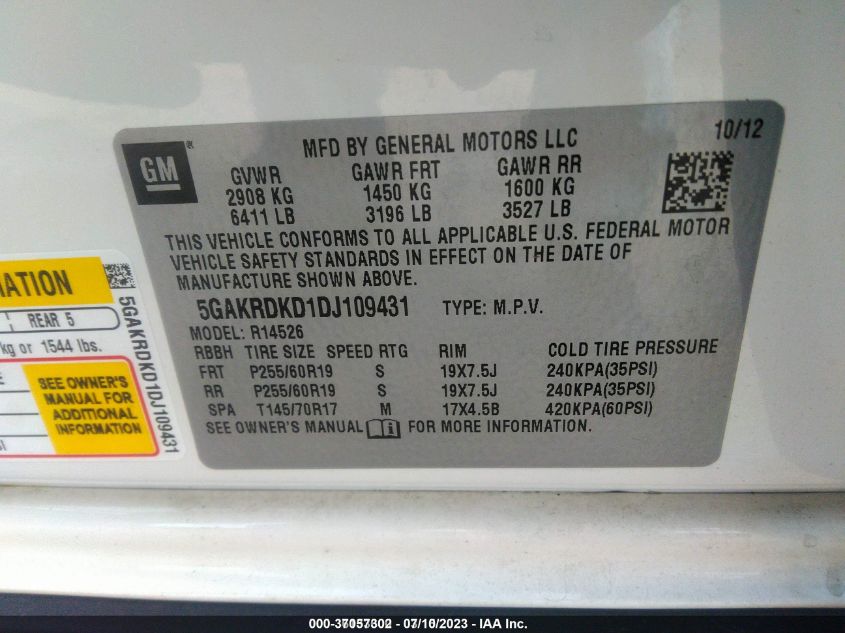 MFD BY GENERAL MOTORS LLC 10/12
GM ®
GVWR GAWR FRT GAWR RR
2908 KG 1450 KG 1600 KG
6411 LB 3196 LB 3527 LB
THIS VEHICLE CONFORMS TO ALL APPLICABLE U.S. FEDERAL MOTOR
VEHICLE SAFETY STANDARDS IN EFFECT ON THE DATE OF
MANUFACTURE SHOWN ABOVE.
5GAKRDKD1DJ109431 TYPE: M.P.V.
MODEL: R14526
RBBH TIRE SIZE SPEED RTG RIM COLD TIRE PRESSURE
FRT P255/60R19 S 19X7.5J 240KPA(35PSI)
RR P255/60R19 S 19X7.5J 240KPA(35PSI)
SPA T145/70R17 M 17X4.5B 420KPA(60PSI)
SEE OWNER'S MANUAL FOR MORE INFORMATION.
REAR 5
kg or 1544 lbs.
SEE OWNER'S
MANUAL FOR
ADDITIONAL
INFORMATION
5GAKRDKD1DJ109431
07/10/2023 - IAA Inc.